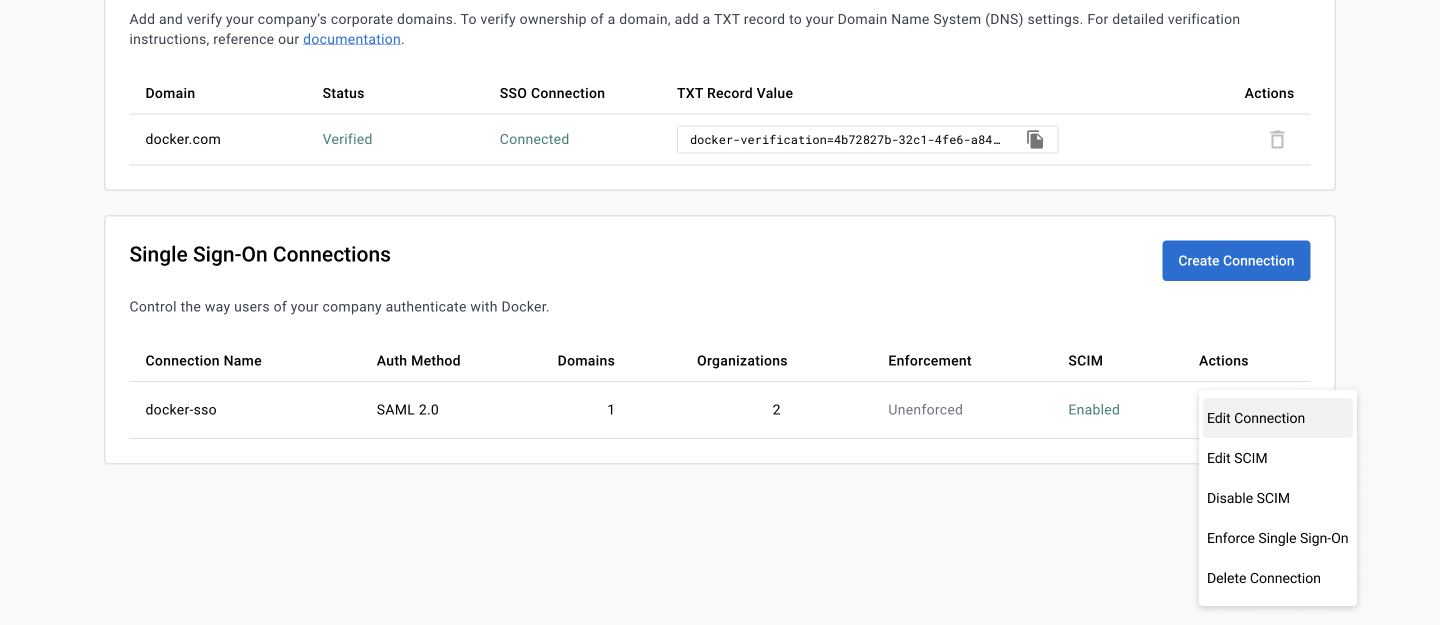 Add and verify your company's corporate domains. To verify ownership of a domain, add a TXT record to your Domain Name System (DNS) settings. For detailed verification
instructions, reference our documentation.
Domain Status SSO Connection TXT Record Value Actions
docker.com Verified Connected docker-verification=4b72827b-32c1-4fe6-a84…
Single Sign-On Connections
Create Connection
Control the way users of your company authenticate with Docker.
Connection Name Auth Method Domains Organizations Enforcement SCIM Actions
docker-sso SAML 2.0 1 2 Unenforced Enabled
Edit Connection
Edit SCIM
Disable SCIM
Enforce Single Sign-On
Delete Connection